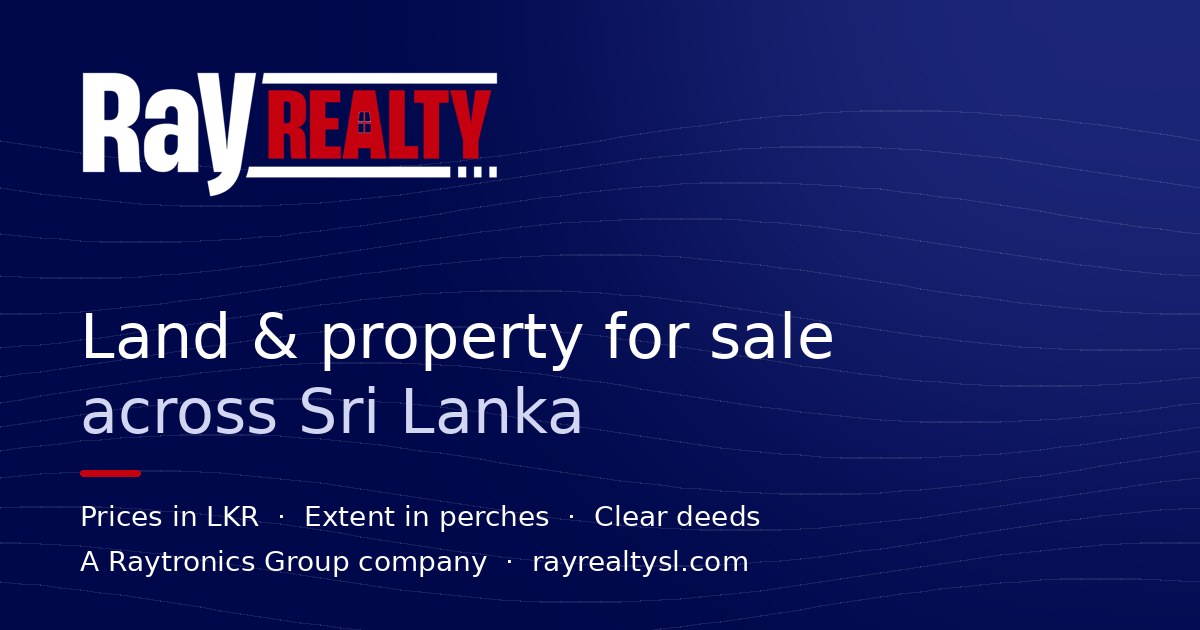 Ray REALTY
Land & property for sale
across Sri Lanka
Prices in LKR · Extent in perches · Clear deeds
A Raytronics Group company · rayrealtysl.com